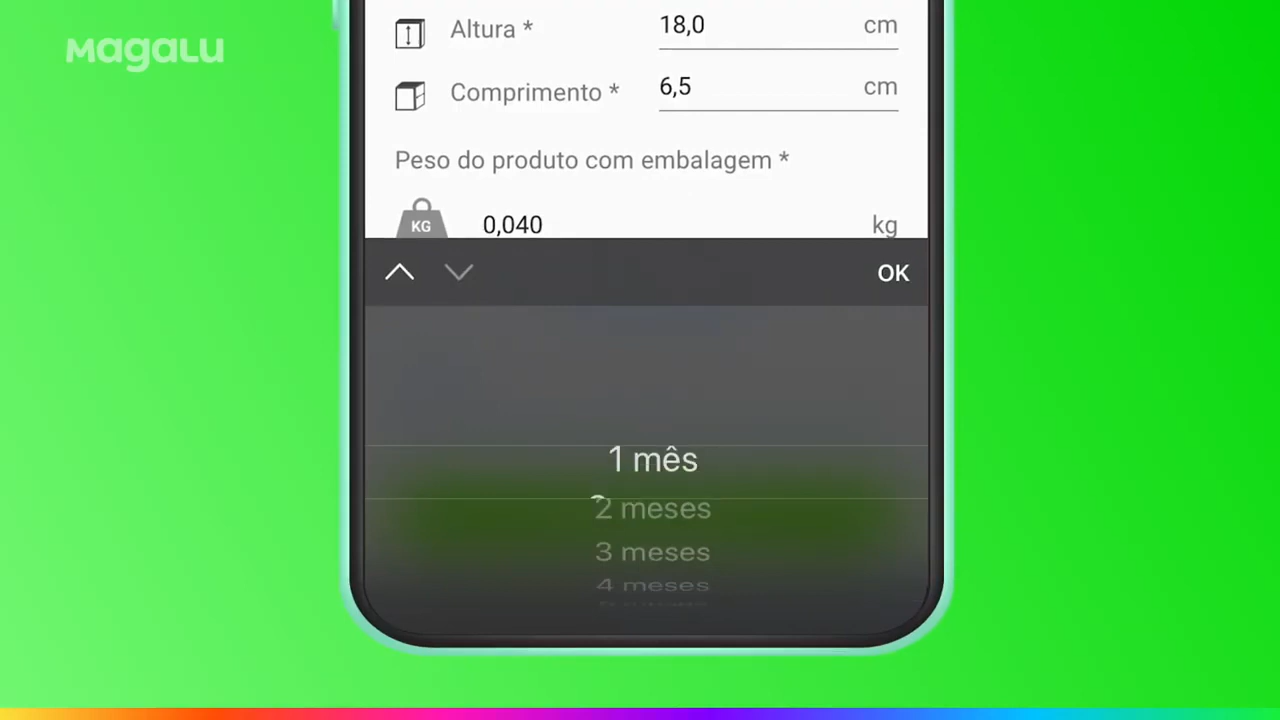 Magalu
Altura * 18,0 cm
Comprimento * 6,5 cm
Peso do produto com embalagem *
KG 0,040 kg
OK
1 mês
2 meses
3 meses
4 meses